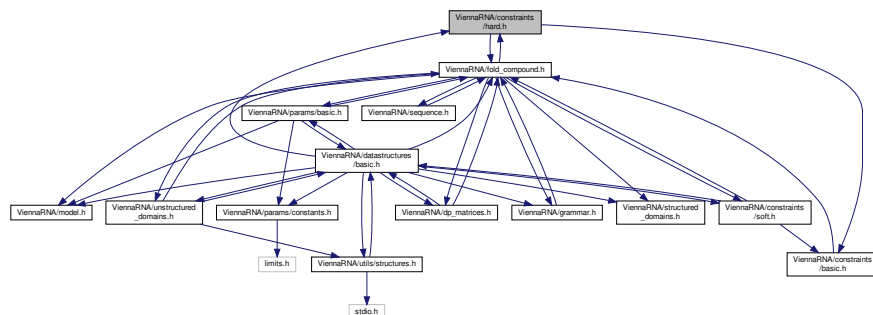 ViennaRNA/constraints
/hard.h
ViennaRNA/fold_compound.h
ViennaRNA/params/basic.h
ViennaRNA/sequence.h
ViennaRNA/datastructures
/basic.h
ViennaRNA/model.h
ViennaRNA/unstructured
_domains.h
ViennaRNA/params/constants.h
ViennaRNA/dp_matrices.h
ViennaRNA/grammar.h
ViennaRNA/structured
_domains.h
ViennaRNA/constraints
/soft.h
limits.h
ViennaRNA/utils/structures.h
ViennaRNA/constraints
/basic.h
stdio.h